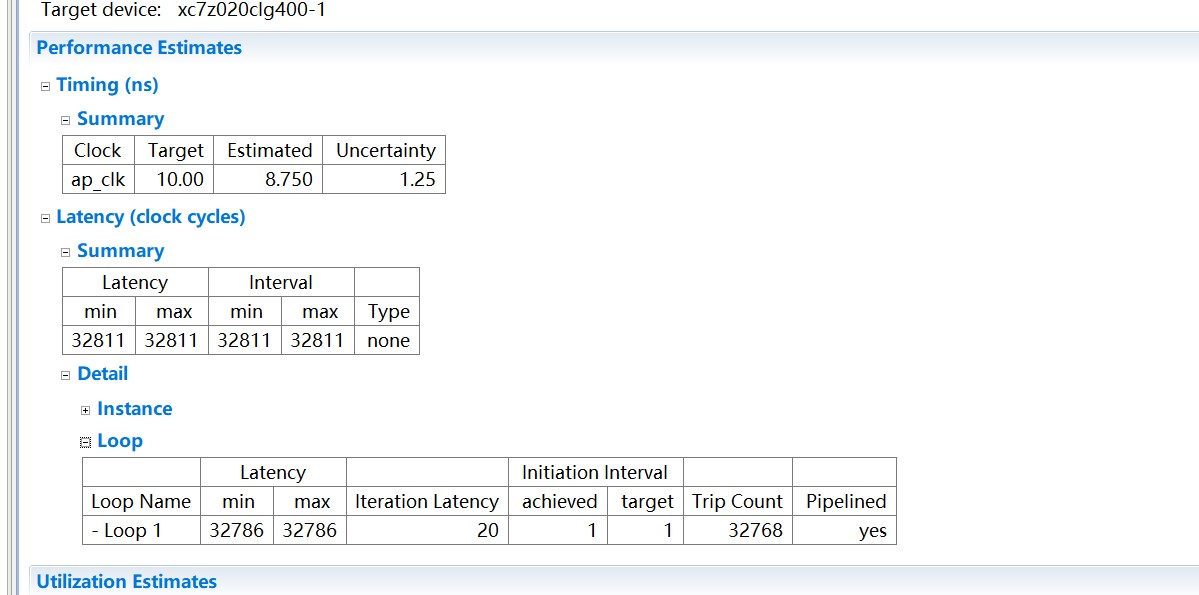 Target device: xc7z020clg400-1
Performance Estimates
Timing (ns)
Summary
Clock Target Estimated Uncertainty
ap_clk 10.00 8.750 1.25
Latency (clock cycles)
Summary
Latency Interval
min max min max Type
32811 32811 32811 32811 none
Detail
Instance
Loop
Latency Initiation Interval
Loop Name min max Iteration Latency achieved target Trip Count Pipelined
- Loop 1 32786 32786 20 1 1 32768 yes
Utilization Estimates